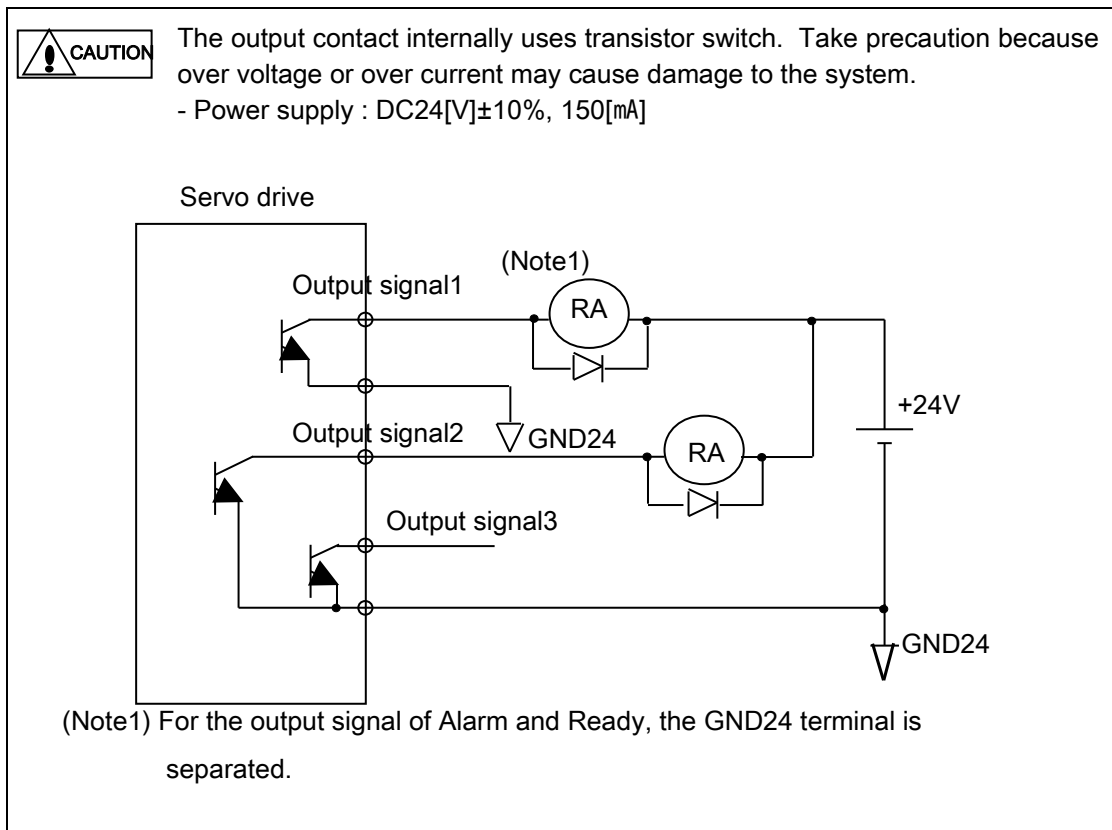 CAUTION
The output contact internally uses transistor switch. Take precaution because
over voltage or over current may cause damage to the system.
- Power supply : DC24[V]±10%, 150[㎃]
Servo drive
(Note1)
Output signal1
RA
+24V
Output signal2
GND24
RA
Output signal3
GND24
(Note1) For the output signal of Alarm and Ready, the GND24 terminal is
separated.